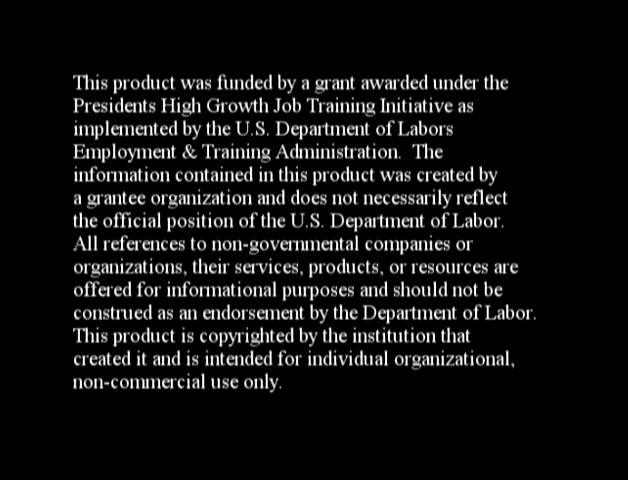 This product was funded by a grant awarded under the
Presidents High Growth Job Training Initiative as
implemented by the U.S. Department of Labors
Employment & Training Administration.  The
information contained in this product was created by
a grantee organization and does not necessarily reflect
the official position of the U.S. Department of Labor.
All references to non-governmental companies or
organizations, their services, products, or resources are
offered for informational purposes and should not be
construed as an endorsement by the Department of Labor.
This product is copyrighted by the institution that
created it and is intended for individual organizational,
non-commercial use only.